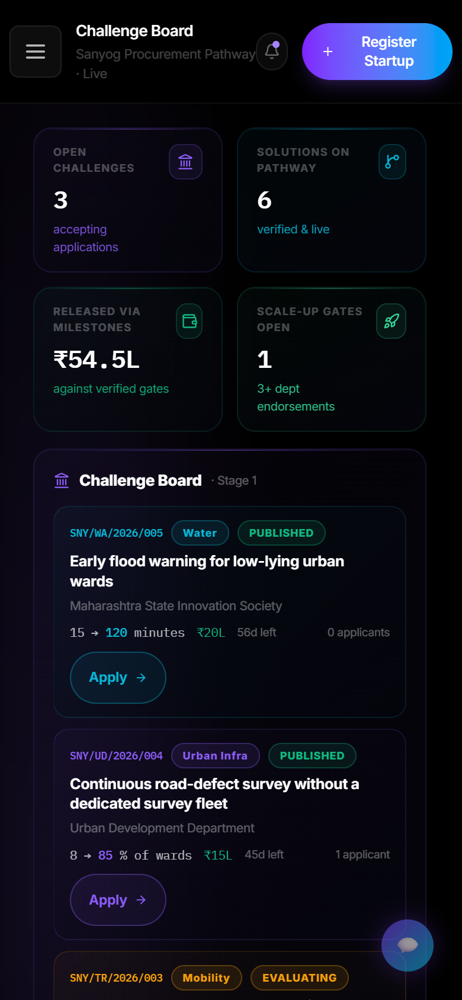 Challenge Board
Sanyog Procurement Pathway
· Live
Register
Startup
OPEN
CHALLENGES
3
accepting
applications
SOLUTIONS ON
PATHWAY
6
verified & live
RELEASED VIA
MILESTONES
₹54.5L
against verified gates
SCALE-UP GATES
OPEN
1
3+ dept
endorsements
Challenge Board · Stage 1
SNY/WA/2026/005 Water PUBLISHED
Early flood warning for low-lying urban
wards
Maharashtra State Innovation Society
15 → 120 minutes ₹20L 56d left 0 applicants
Apply →
SNY/UD/2026/004 Urban Infra PUBLISHED
Continuous road-defect survey without a
dedicated survey fleet
Urban Development Department
8 → 85 % of wards ₹15L 45d left 1 applicant
Apply →
SNY/TR/2026/003 Mobility EVALUATING